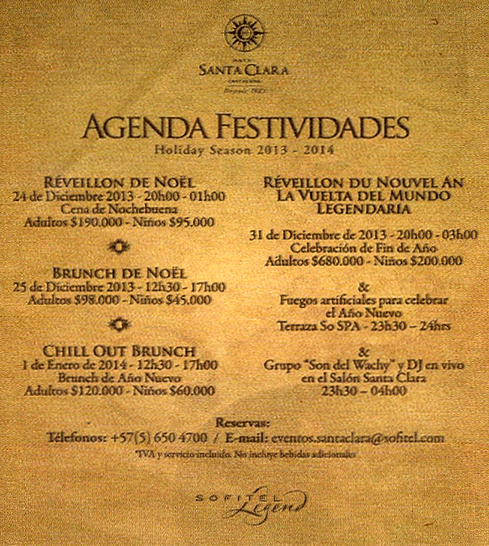 SANTA CLARA
AGENDA FESTIVIDADES
Holiday Season 2013 - 2014
RÉVEILLON DE NOËL
24 de Diciembre 2013 - 20h00 - 01h00
Cena de Nochebuena
Adultos $190.000 - Niños $95.000
BRUNCH DE NOËL
25 de Diciembre 2013 - 12h30 - 17h00
Adultos $98.000 - Niños $45.000
CHILL OUT BRUNCH
1 de Enero de 2014 - 12h30 - 17h00
Brunch de Año Nuevo
Adultos $120.000 - Niños $60.000
RÉVEILLON DU NOUVEL AN
LA VUELTA DEL MUNDO
LEGENDARIA
31 de Diciembre de 2013 - 20h00 - 03h00
Celebración de Fin de Año
Adultos $680.000 - Niños $200.000
&
Fuegos artificiales para celebrar
el Año Nuevo
Terraza So SPA - 23h30 – 24hrs
&
Grupo "Son del Wachy" y DJ en vivo
en el Salón Santa Clara
23h30 – 04h00
Reservas:
Télefonos: +57(5) 650 4700 / E-mail: eventos.santaclara@sofitel.com
*IVA y servicio incluido. No incluye bebidas adicionales
SOFITEL
Legend